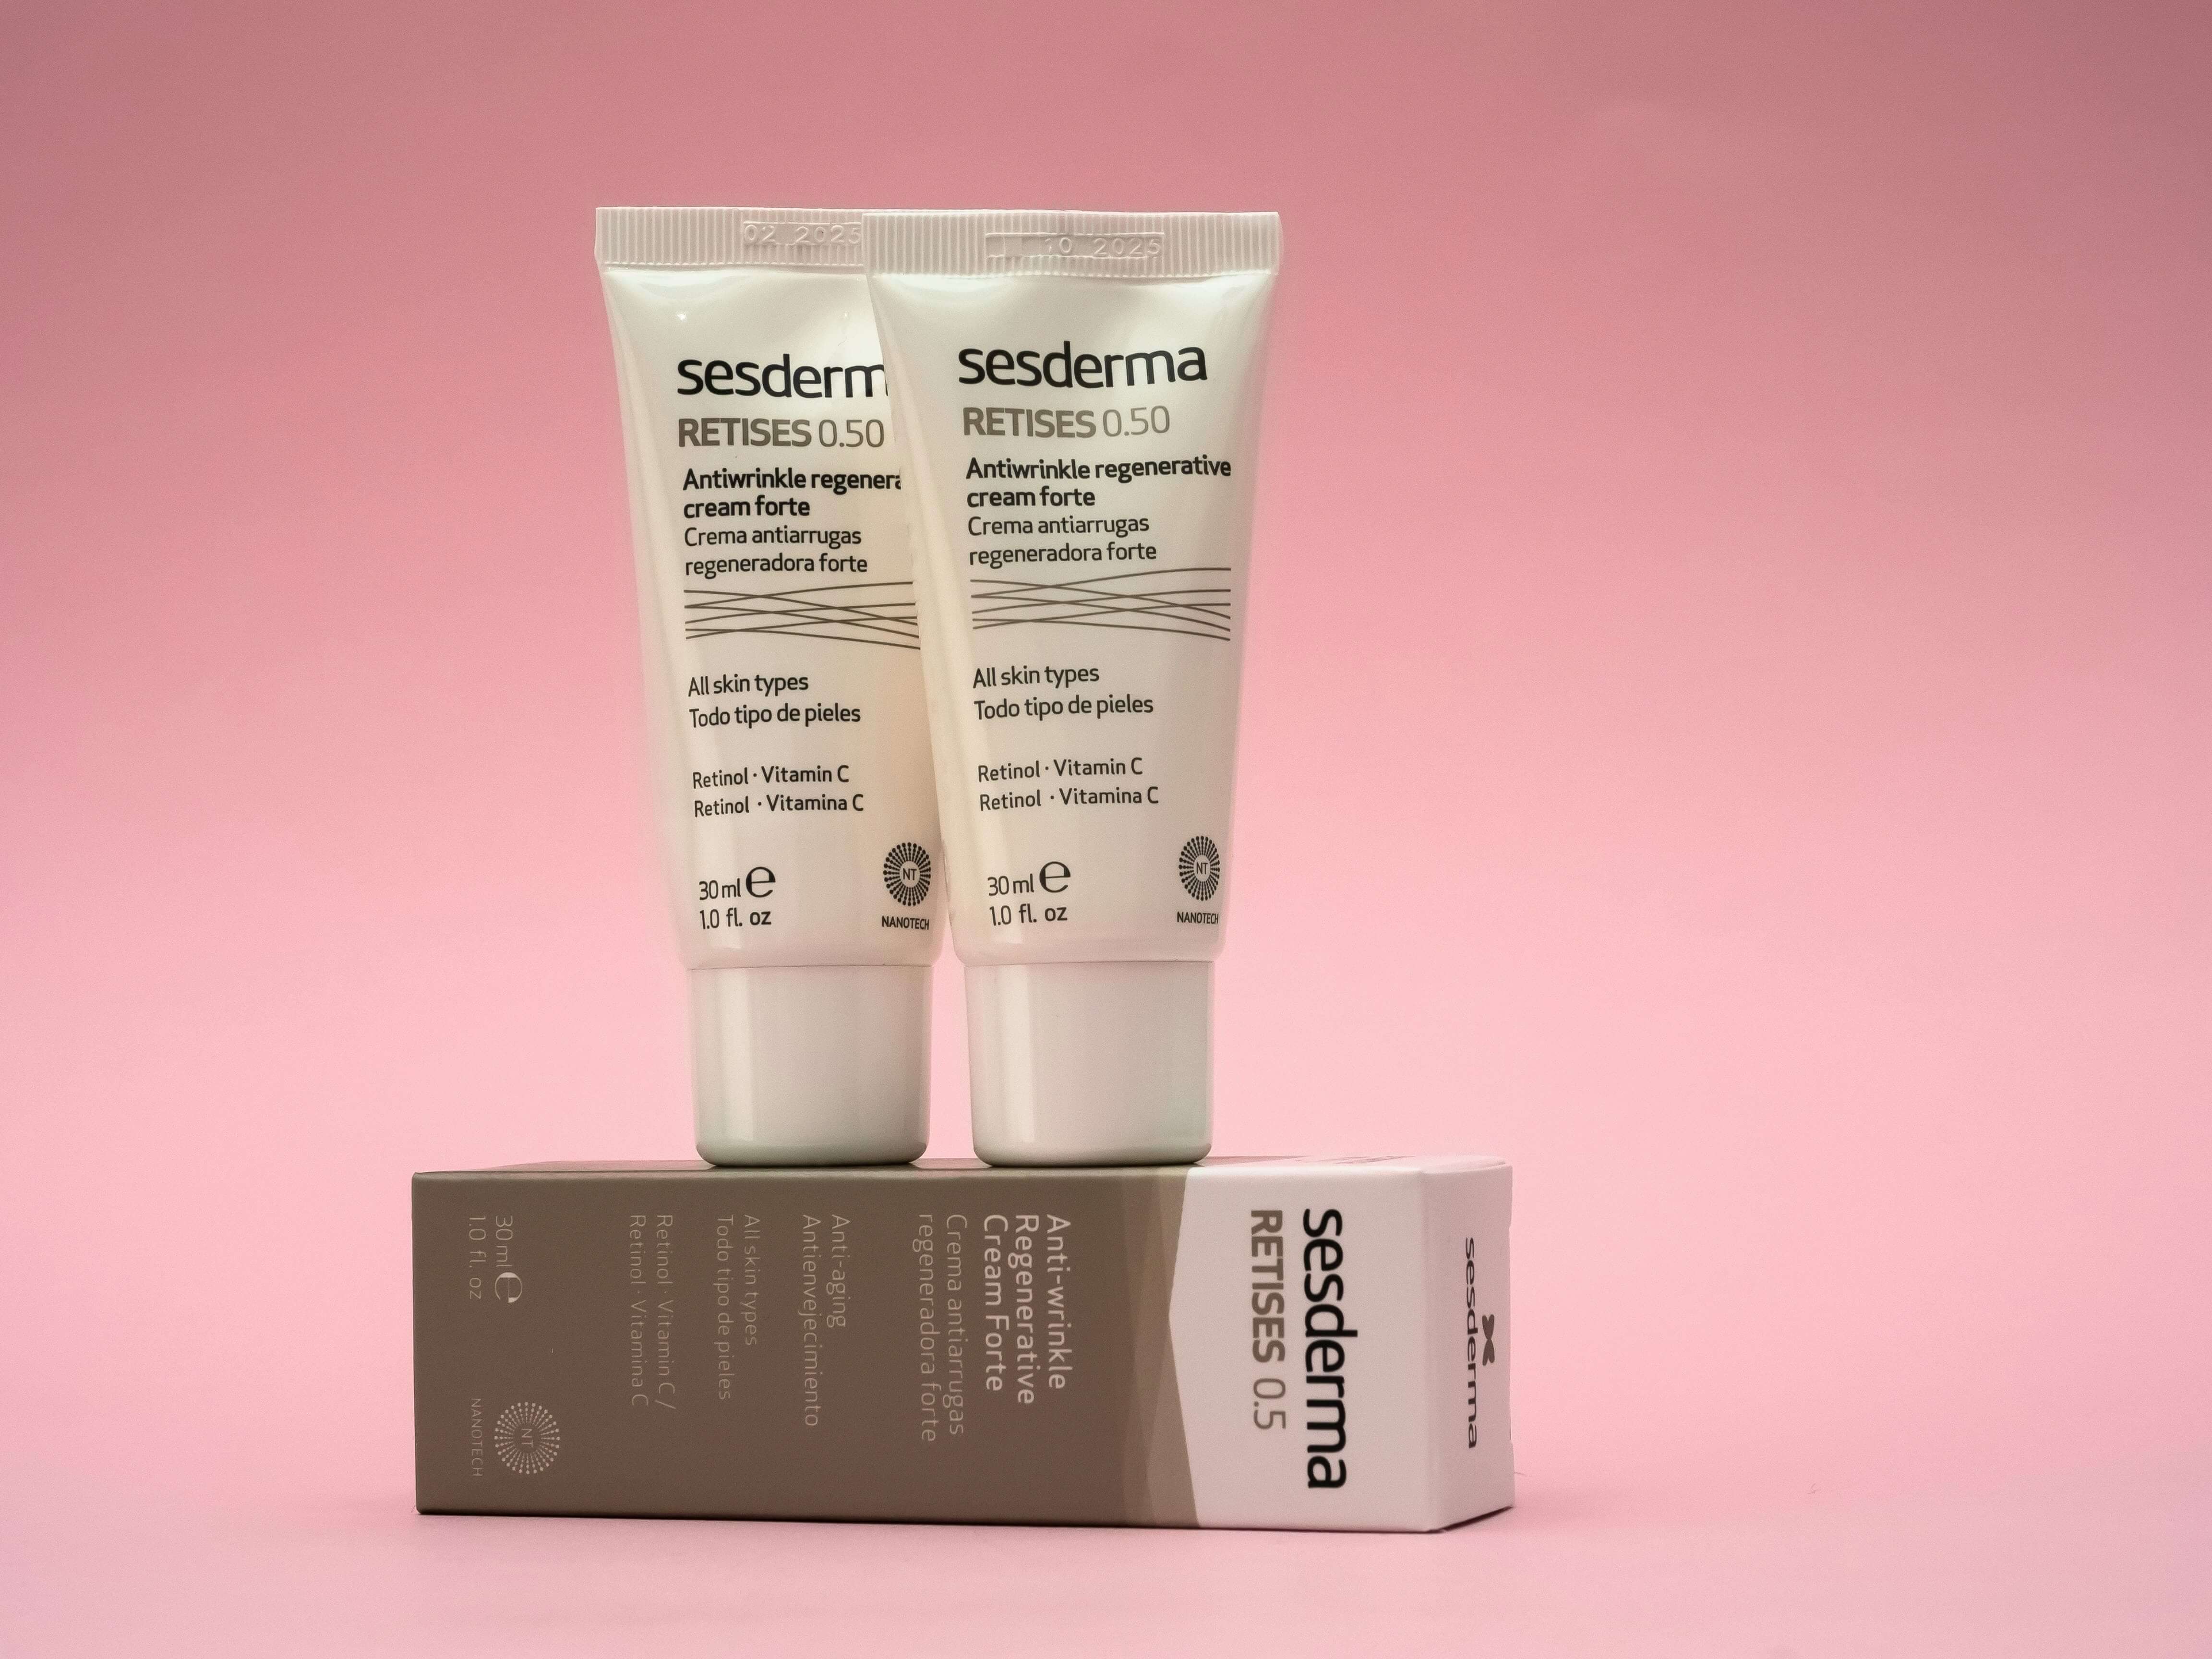 02 2025
sesderm
RETISES 0.50
Antiwrinkle regenera
cream forte
Crema antiarrugas
regeneradora forte
All skin types
Todo tipo de pieles
Retinol · Vitamin C
Retinol · Vitamina C
30 ml e
1.0 fl. oz
NT
NANOTECH
10 2025
sesderma
RETISES 0.50
Antiwrinkle regenerative
cream forte
Crema antiarrugas
regeneradora forte
All skin types
Todo tipo de pieles
Retinol · Vitamin C
Retinol · Vitamina C
30 ml e
1.0 fl. oz
NT
NANOTECH
sesderma
sesderma
RETISES 0.5
Anti-wrinkle
Regenerative
Cream Forte
Crema antiarrugas
regeneradora forte
Anti-aging
Antienvejecimiento
All skin types
Todo tipo de pieles
Retinol · Vitamin C /
Retinol · Vitamina C
30 ml e
1.0 fl. oz
NT
NANOTECH